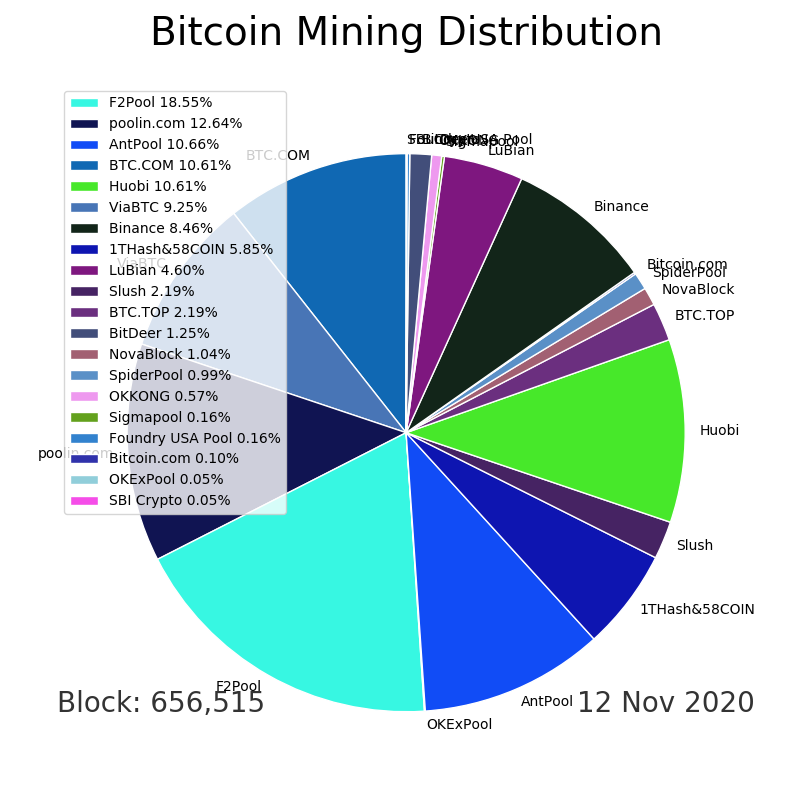 Bitcoin Mining Distribution
F2Pool 18.55%
poolin.com 12.64%
AntPool 10.66%
BTC.COM 10.61%
Huobi 10.61%
ViaBTC 9.25%
Binance 8.46%
1THash&58COIN 5.85%
LuBian 4.60%
Slush 2.19%
BTC.TOP 2.19%
BitDeer 1.25%
NovaBlock 1.04%
SpiderPool 0.99%
OKKONG 0.57%
Sigmapool 0.16%
Foundry USA Pool 0.16%
Bitcoin.com 0.10%
OKExPool 0.05%
SBI Crypto 0.05%
BTC.COM
ViaBTC
poolin.com
F2Pool
OKExPool
AntPool
1THash&58COIN
Slush
Huobi
BTC.TOP
NovaBlock
SpiderPool
Bitcoin.com
Binance
LuBian
Block: 656,515
12 Nov 2020